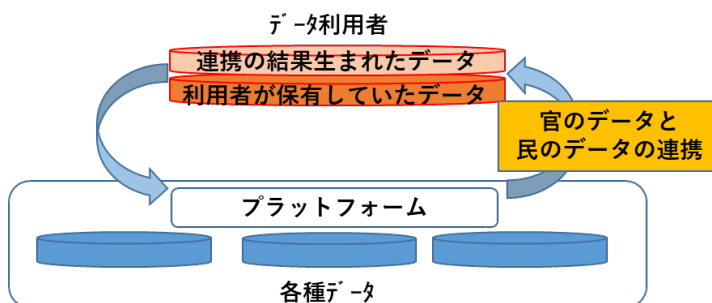 ﾃﾞｰﾀ利用者
連携の結果生まれたデータ
利用者が保有していたデータ
官のデータと
民のデータの連携
プラットフォーム
各種ﾃﾞｰﾀ